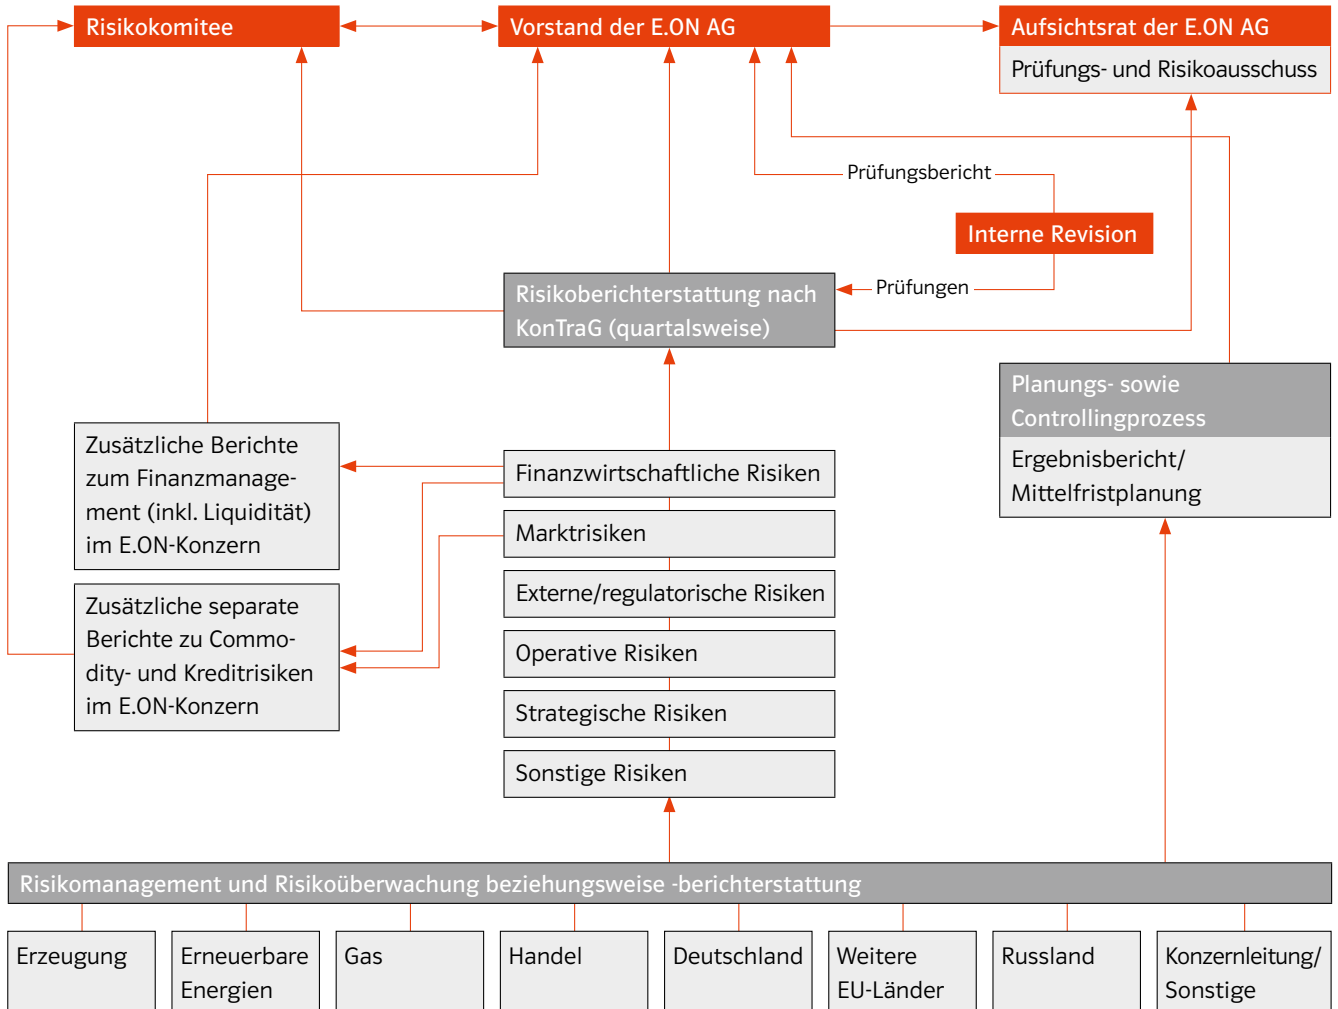 Risikokomitee
Vorstand der E.ON AG
Aufsichtsrat der E.ON AG
Prüfungs- und Risikoausschuss
Prüfungsbericht
Interne Revision
Prüfungen
Risikoberichterstattung nach
KonTraG (quartalsweise)
Planungs- sowie
Controllingprozess
Ergebnisbericht/
Mittelfristplanung
Zusätzliche Berichte
zum Finanzmanage-
ment (inkl. Liquidität)
im E.ON-Konzern
Zusätzliche separate
Berichte zu Commo-
dity- und Kreditrisiken
im E.ON-Konzern
Finanzwirtschaftliche Risiken
Marktrisiken
Externe/regulatorische Risiken
Operative Risiken
Strategische Risiken
Sonstige Risiken
Risikomanagement und Risikoüberwachung beziehungsweise -berichterstattung
Erzeugung
Erneuerbare
Energien
Gas
Handel
Deutschland
Weitere
EU-Länder
Russland
Konzernleitung/
Sonstige